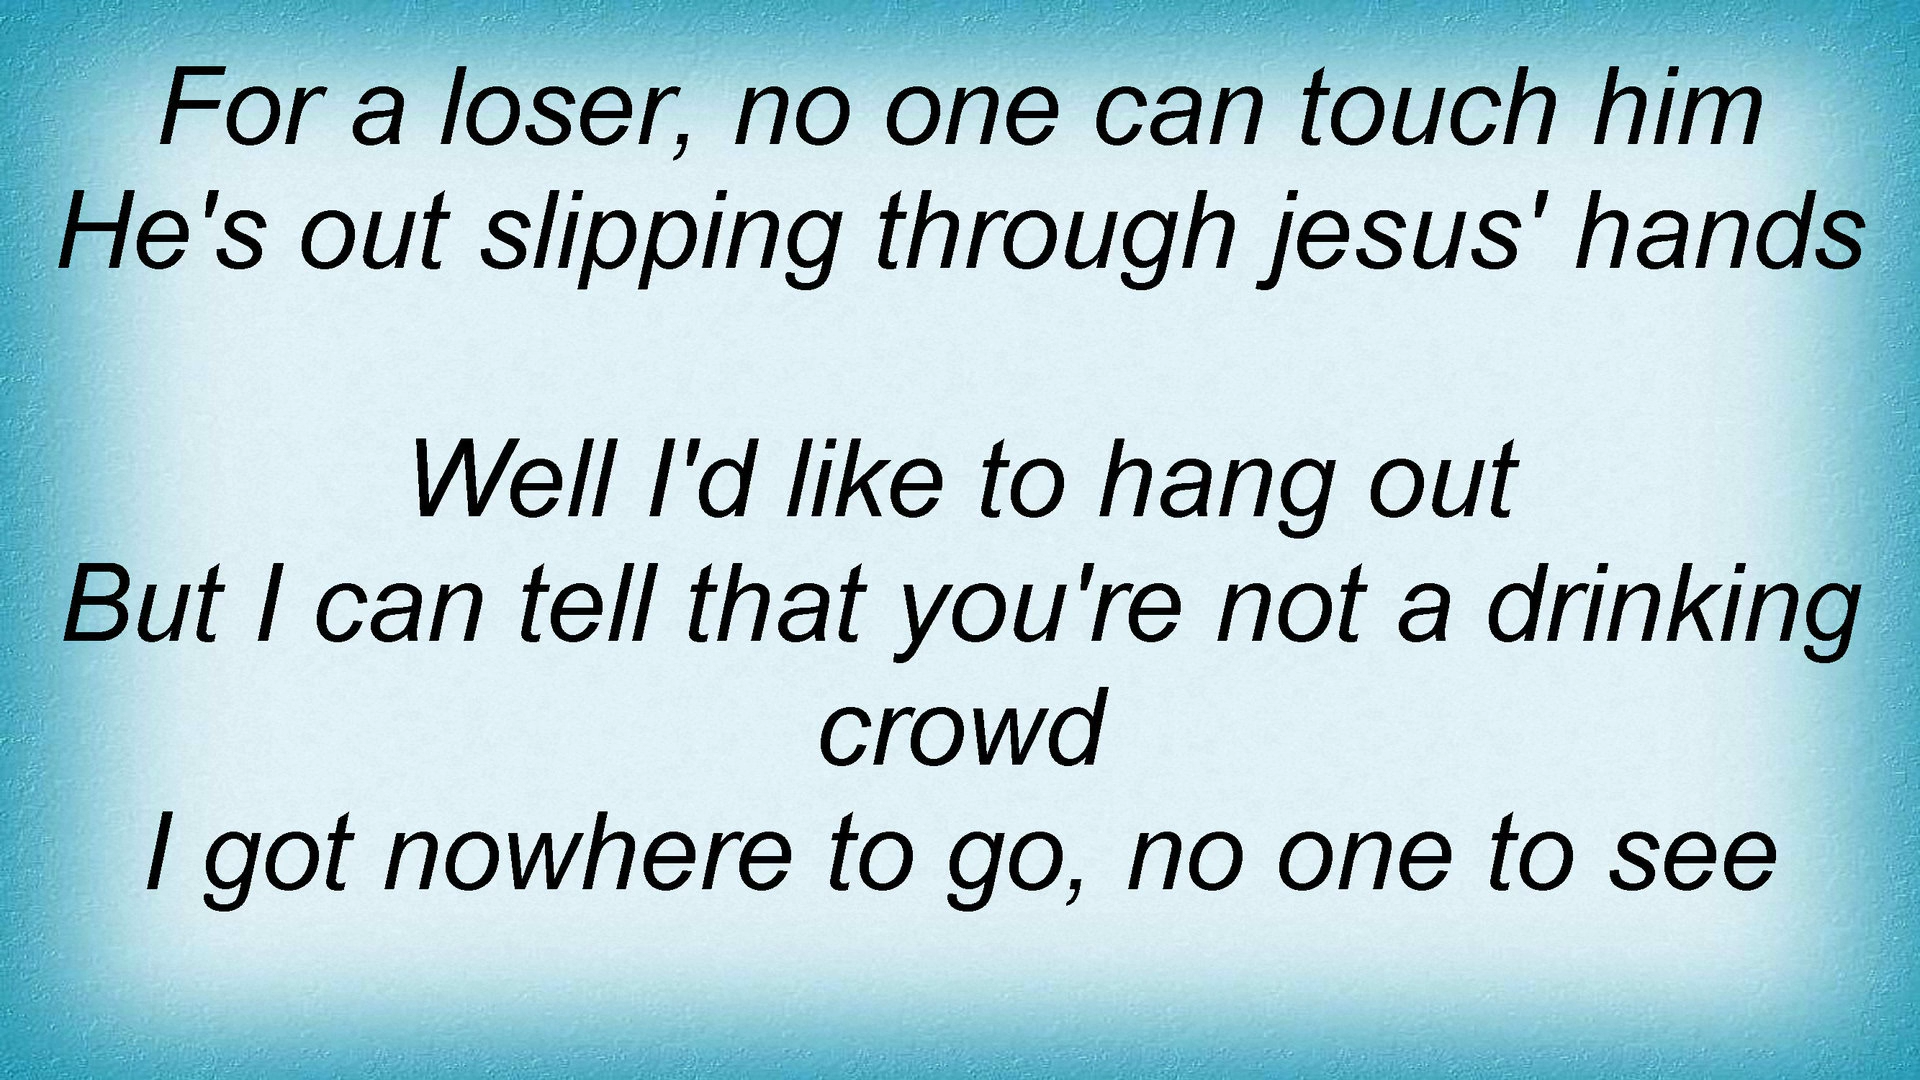 For a loser, no one can touch him
He's out slipping through jesus' hands
Well I'd like to hang out
But I can tell that you're not a drinking
crowd
I got nowhere to go, no one to see